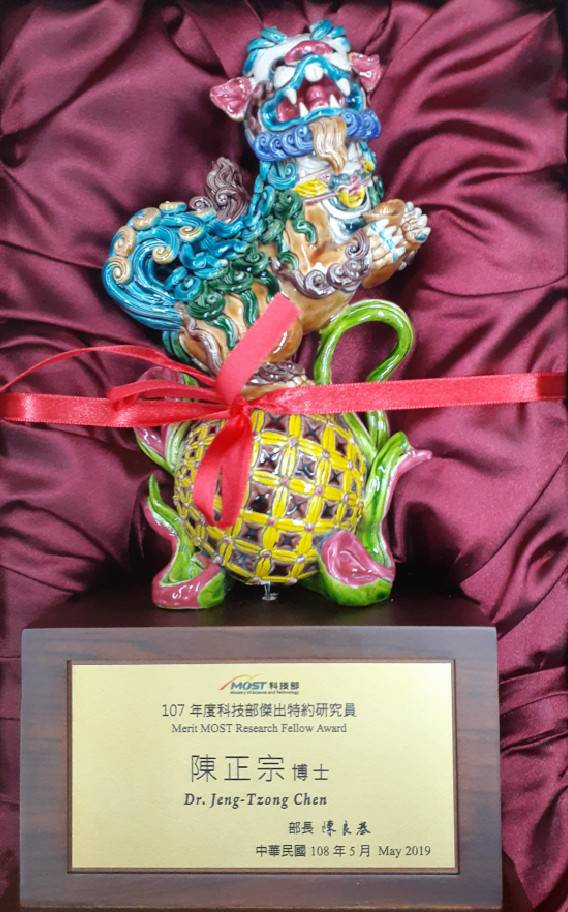 MOST 科技部
Ministry of Science and Technology
107 年度科技部傑出特約研究員
Merit MOST Research Fellow Award
陳正宗博士
Dr. Jeng-Tzong Chen
部長 陳良基
中華民國 108 年 5 月 May 2019